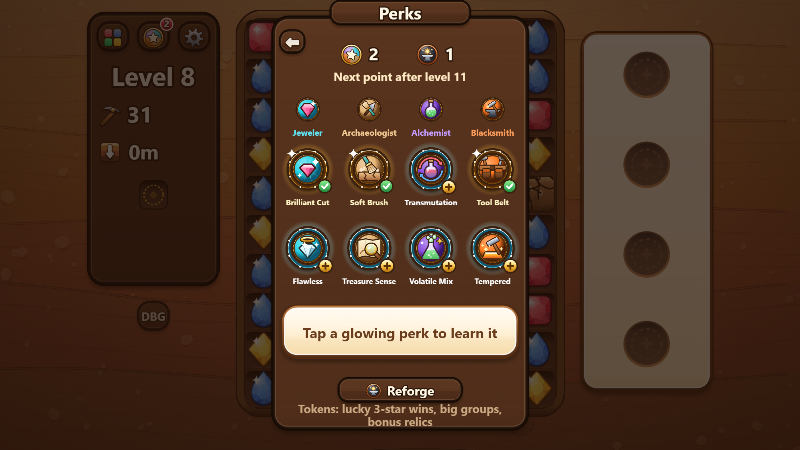 Perks
2
2
1
Next point after level 11
Level 8
31
0m
Jeweler
Archaeologist
Alchemist
Blacksmith
Brilliant Cut
Soft Brush
Transmutation
Tool Belt
Flawless
Treasure Sense
Volatile Mix
Tempered
DBG
Tap a glowing perk to learn it
Reforge
Tokens: lucky 3-star wins, big groups,
bonus relics